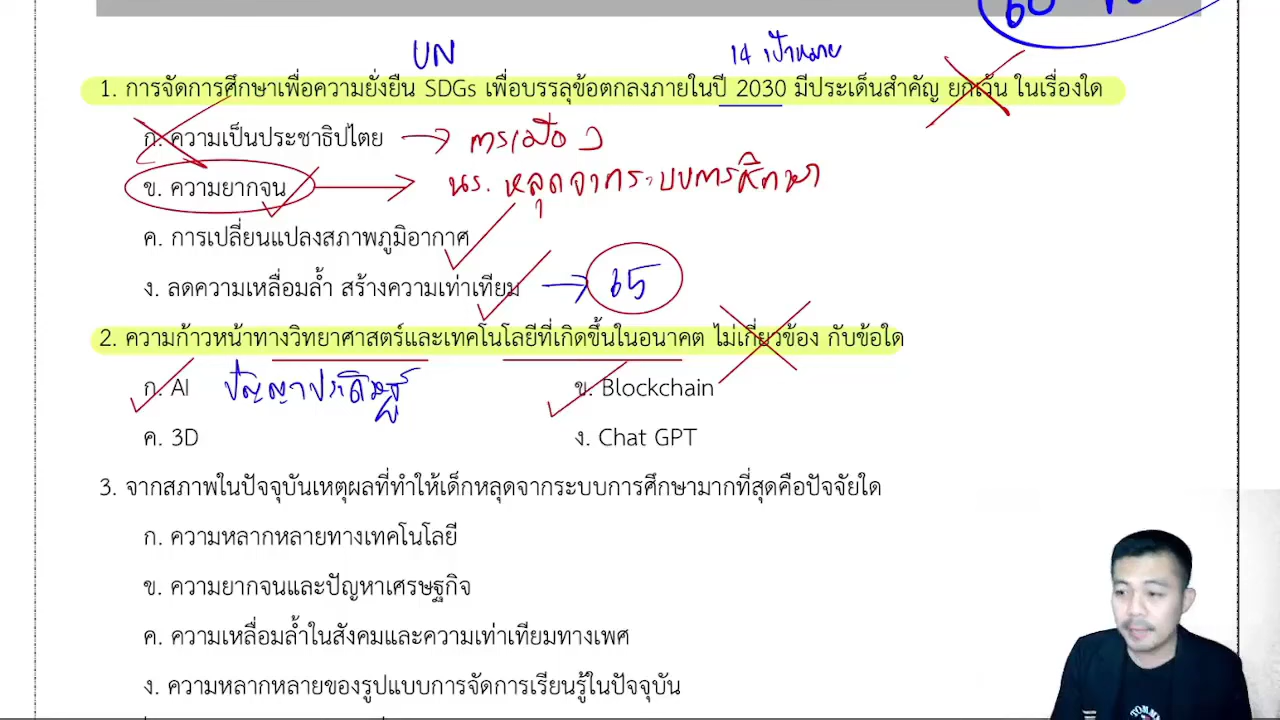 60
UN 14 เป้าหมาย
1. การจัดการศึกษาเพื่อความยั่งยืน SDGs เพื่อบรรลุข้อตกลงภายในปี 2030 มีประเด็นสำคัญ ยกเว้น ในเรื่องใด
ก. ความเป็นประชาธิปไตย การเมือง
ข. ความยากจน นร. หลุดจากระบบการศึกษา
ค. การเปลี่ยนแปลงสภาพภูมิอากาศ
ง. ลดความเหลื่อมล้ำ สร้างความเท่าเทียม 65
2. ความก้าวหน้าทางวิทยาศาสตร์และเทคโนโลยีที่เกิดขึ้นในอนาคต ไม่เกี่ยวข้อง กับข้อใด
ก. AI ปัญญาประดิษฐ์ ข. Blockchain
ค. 3D ง. Chat GPT
3. จากสภาพในปัจจุบันเหตุผลที่ทำให้เด็กหลุดจากระบบการศึกษามากที่สุดคือปัจจัยใด
ก. ความหลากหลายทางเทคโนโลยี
ข. ความยากจนและปัญหาเศรษฐกิจ
ค. ความเหลื่อมล้ำในสังคมและความเท่าเทียมทางเพศ
ง. ความหลากหลายของรูปแบบการจัดการเรียนรู้ในปัจจุบัน